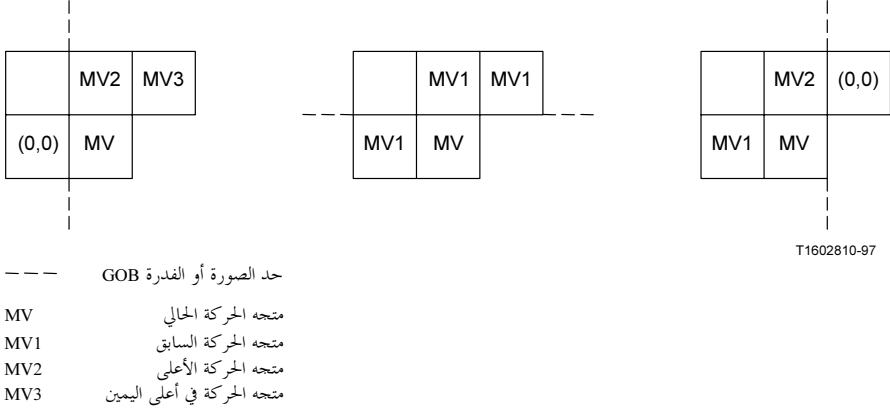 MV2 MV3 MV1 MV1 MV2 (0,0)
(0,0) MV MV1 MV MV1 MV
T1602810-97
حد الصورة أو الفدرة GOB
متجه الحركة الحالي MV
متجه الحركة السابق MV1
متجه الحركة الأعلى MV2
متجه الحركة في أعلى اليمين MV3